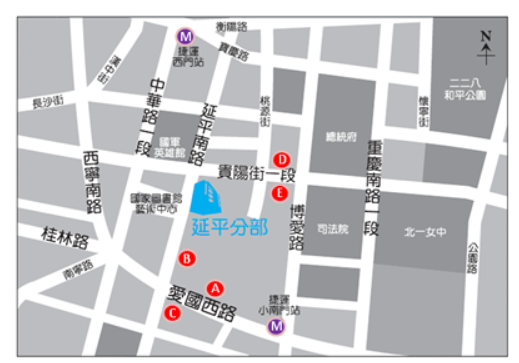 衡陽路
M
捷運
西門站
寶慶路
N
漢中街
二二八
和平公園
長沙街
中華路一段
延平南路
桃源街
懷寧街
總統府
國軍
英雄館
重慶南路一段
D
貴陽街一段
西寧南路
E
國家圖書館
藝術中心
延平分部
博愛路
司法院
北一女中
桂林路
公園路
南寧路
B
A
愛國西路
C
捷運
小南門站
M